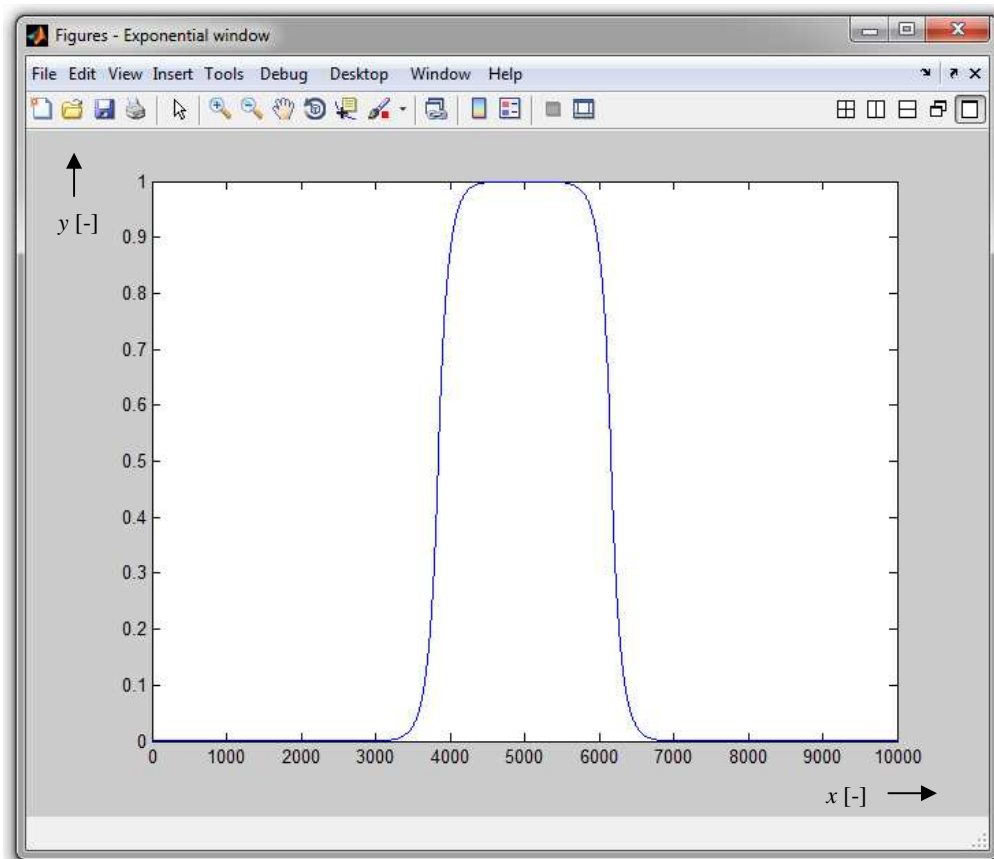 Figures - Exponential window
File Edit View Insert Tools Debug Desktop Window Help
1
y [-]
0.9
0.8
0.7
0.6
0.5
0.4
0.3
0.2
0.1
0
0 1000 2000 3000 4000 5000 6000 7000 8000 9000 10000
x [-]